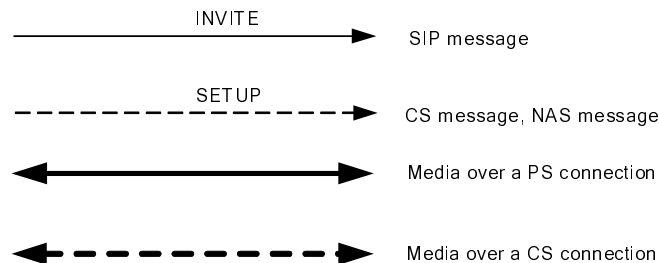 INVITE
SIP message
SETUP
CS message, NAS message
Media over a PS connection
Media over a CS connection